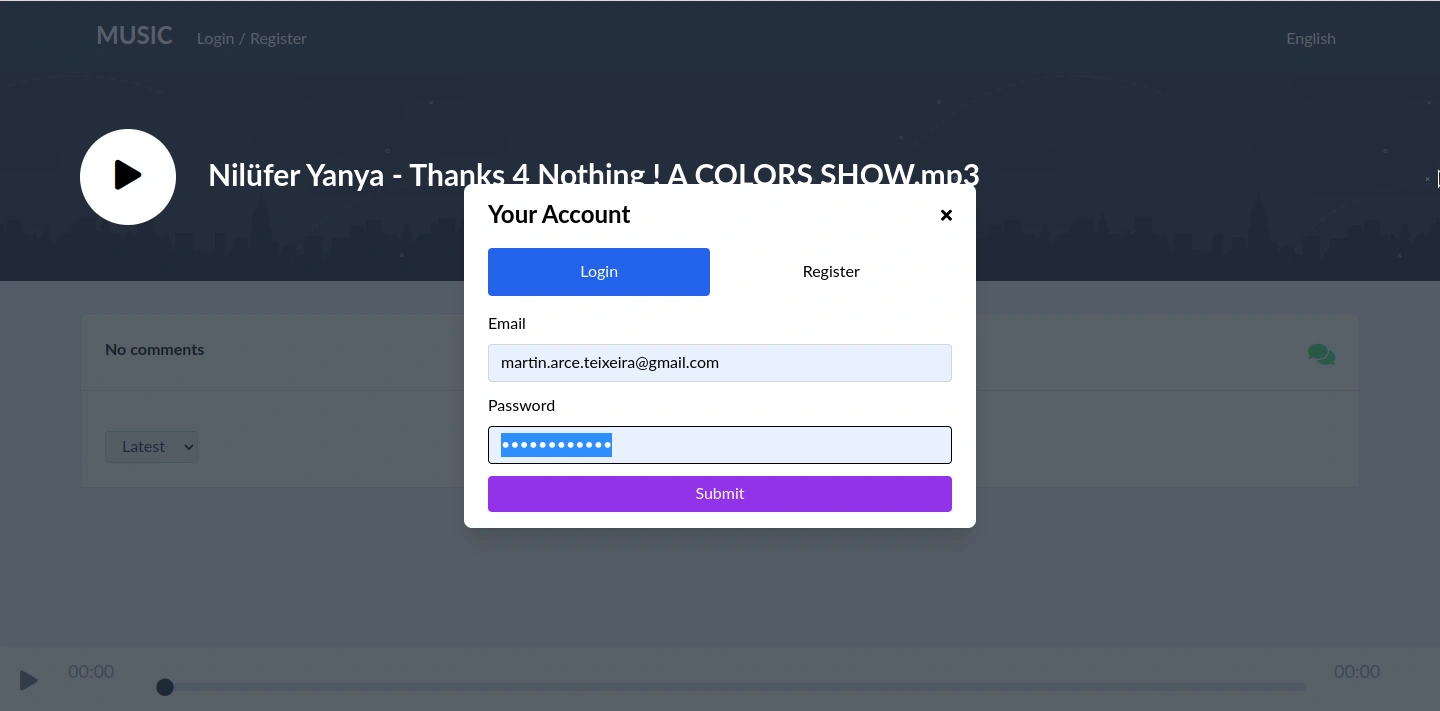 MUSIC Login / Register English
Nilüfer Yanya - Thanks 4 Nothing ! A COLORS SHOW.mp3
Your Account
Login Register
Email
No comments
martin.arce.teixeira@gmail.com
Password
Latest
••••••••••••
Submit
00:00 00:00